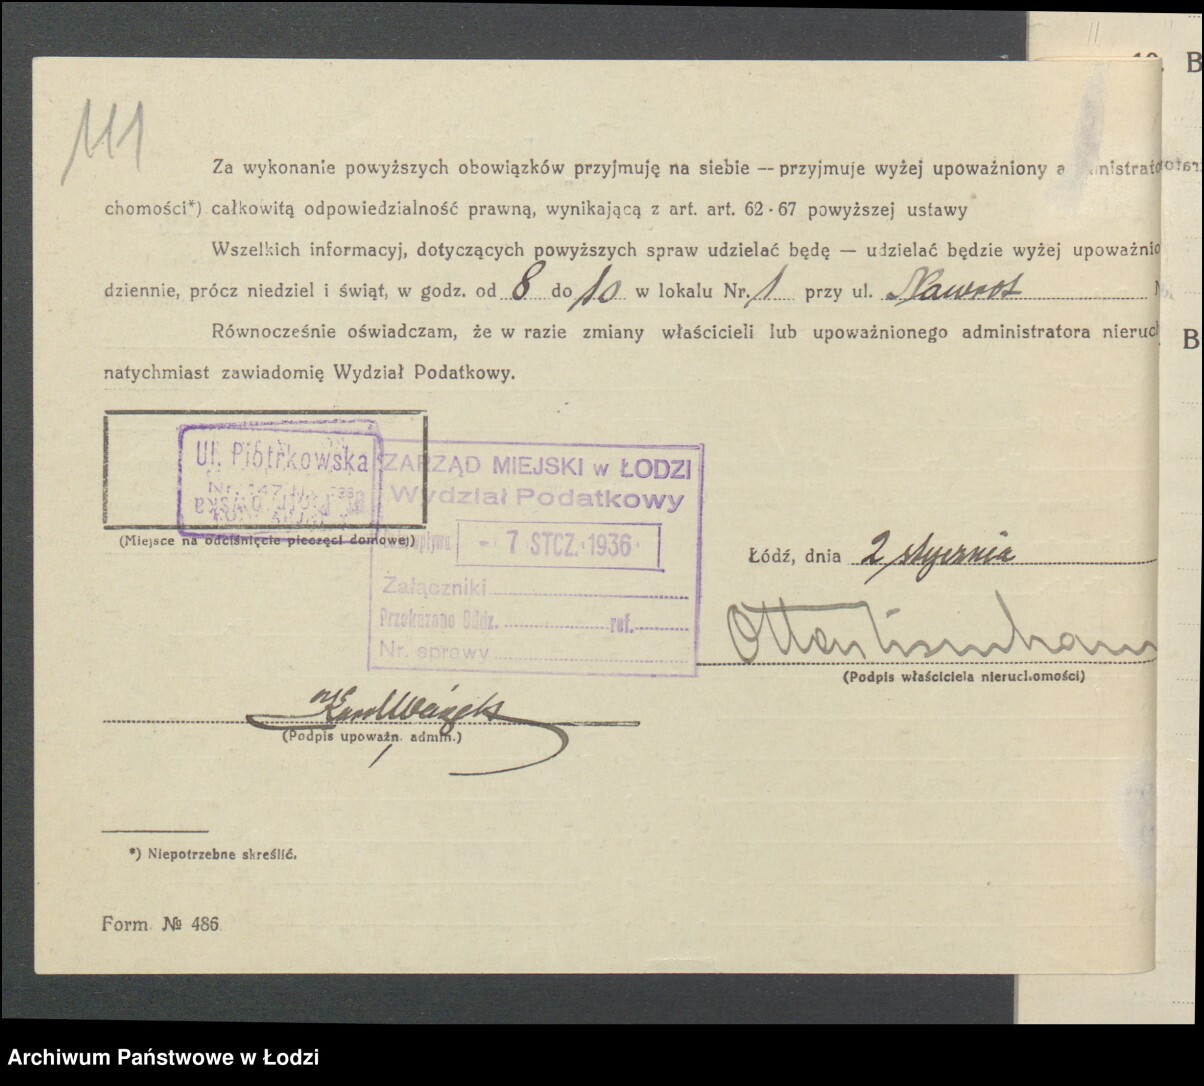 111
Za wykonanie powyższych obowiązków przyjmuję na siebie — przyjmuje wyżej upoważniony
chomości*) całkowitą odpowiedzialność prawną, wynikającą z art. art. 62-67 powyższej ustawy
Wszelkich informacyj, dotyczących powyższych spraw udzielać będę — udzielać będzie wyżej upoważnio
dziennie, prócz niedziel i świąt, w godz. od 8 do 10 w lokalu Nr. 1 przy ul. Nawrot
Równocześnie oświadczam, że w razie zmiany właścicieli lub upoważnionego administratora nieruch
natychmiast zawiadomię Wydział Podatkowy.
Ul. Piotrkowska
(Miejsce na odciśnięcie pieczęci domowej)
ZARZĄD MIEJSKI w ŁODZI
Wydział Podatkowy
wpływu - 7 STCZ. 1936
Załączniki
Przekazano Oddz. ref.
Nr. sprawy
Łódź, dnia 2 stycznia
(Podpis właściciela nieruchomości)
(Podpis upoważn. admin.)
*) Niepotrzebne skreślić.
Form. № 486.
B
B
Archiwum Państwowe w Łodzi